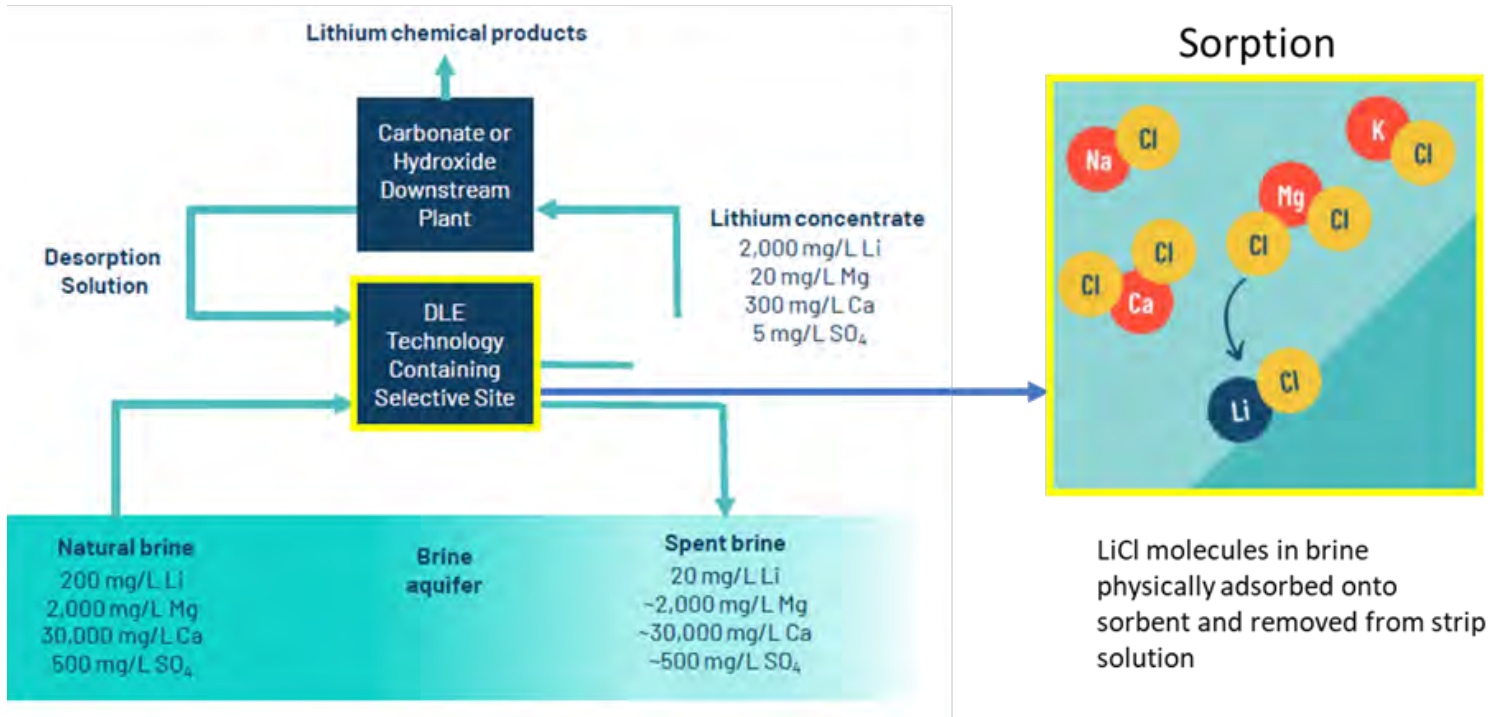 Lithium chemical products
Carbonate or
Hydroxide
Downstream
Plant
Desorption
Solution
Lithium concentrate
2,000 mg/L Li
20 mg/L Mg
300 mg/L Ca
5 mg/L SO₄
DLE
Technology
Containing
Selective Site
Natural brine
200 mg/L Li
2,000 mg/L Mg
30,000 mg/L Ca
500 mg/L SO₄
Brine
aquifer
Spent brine
20 mg/L Li
~2,000 mg/L Mg
~30,000 mg/L Ca
~500 mg/L SO₄
Sorption
Na
Cl
K
Cl
Mg
Cl
Cl
Cl
Cl
Ca
Li
Cl
LiCl molecules in brine
physically adsorbed onto
sorbent and removed from strip
solution